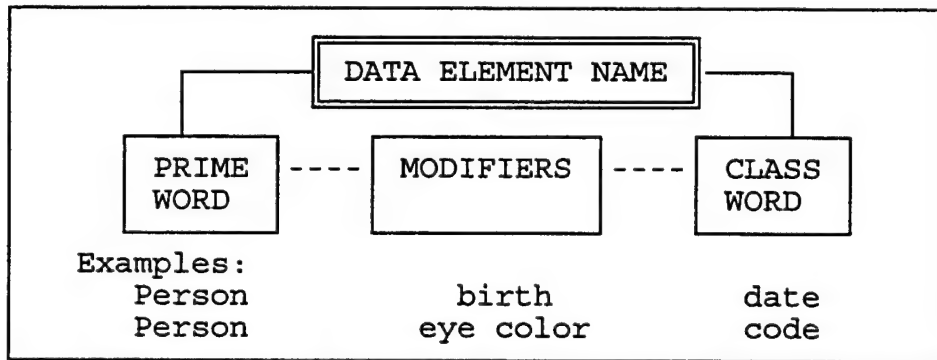 DATA ELEMENT NAME
PRIME ---- MODIFIERS ---- CLASS
WORD WORD
Examples:
Person birth date
Person eye color code